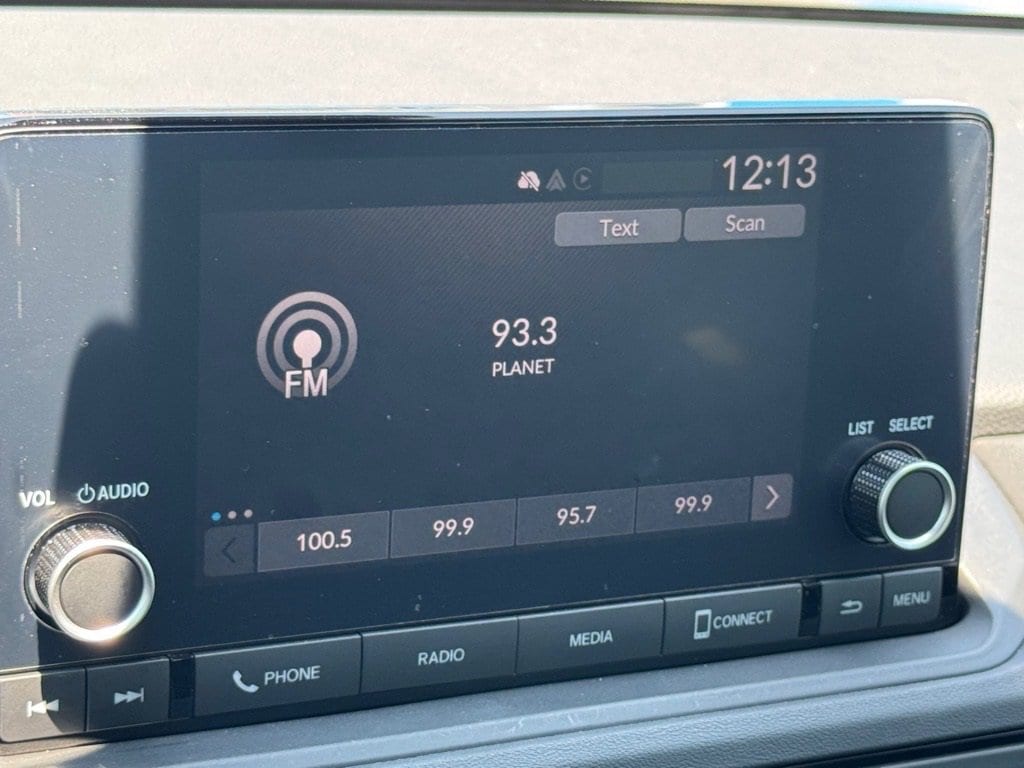 12:13
Text Scan
93.3
PLANET
FM
LIST SELECT
VOL AUDIO
100.5 99.9 95.7 99.9
PHONE RADIO MEDIA CONNECT MENU